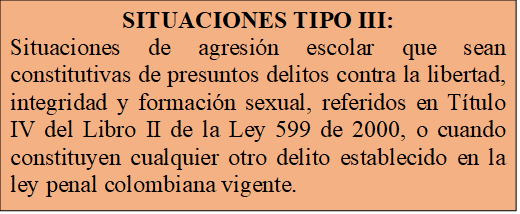 SITUACIONES TIPO III:
Situaciones de agresión escolar que sean
constitutivas de presuntos delitos contra la libertad,
integridad y formación sexual, referidos en Título
IV del Libro II de la Ley 599 de 2000, o cuando
constituyen cualquier otro delito establecido en la
ley penal colombiana vigente.